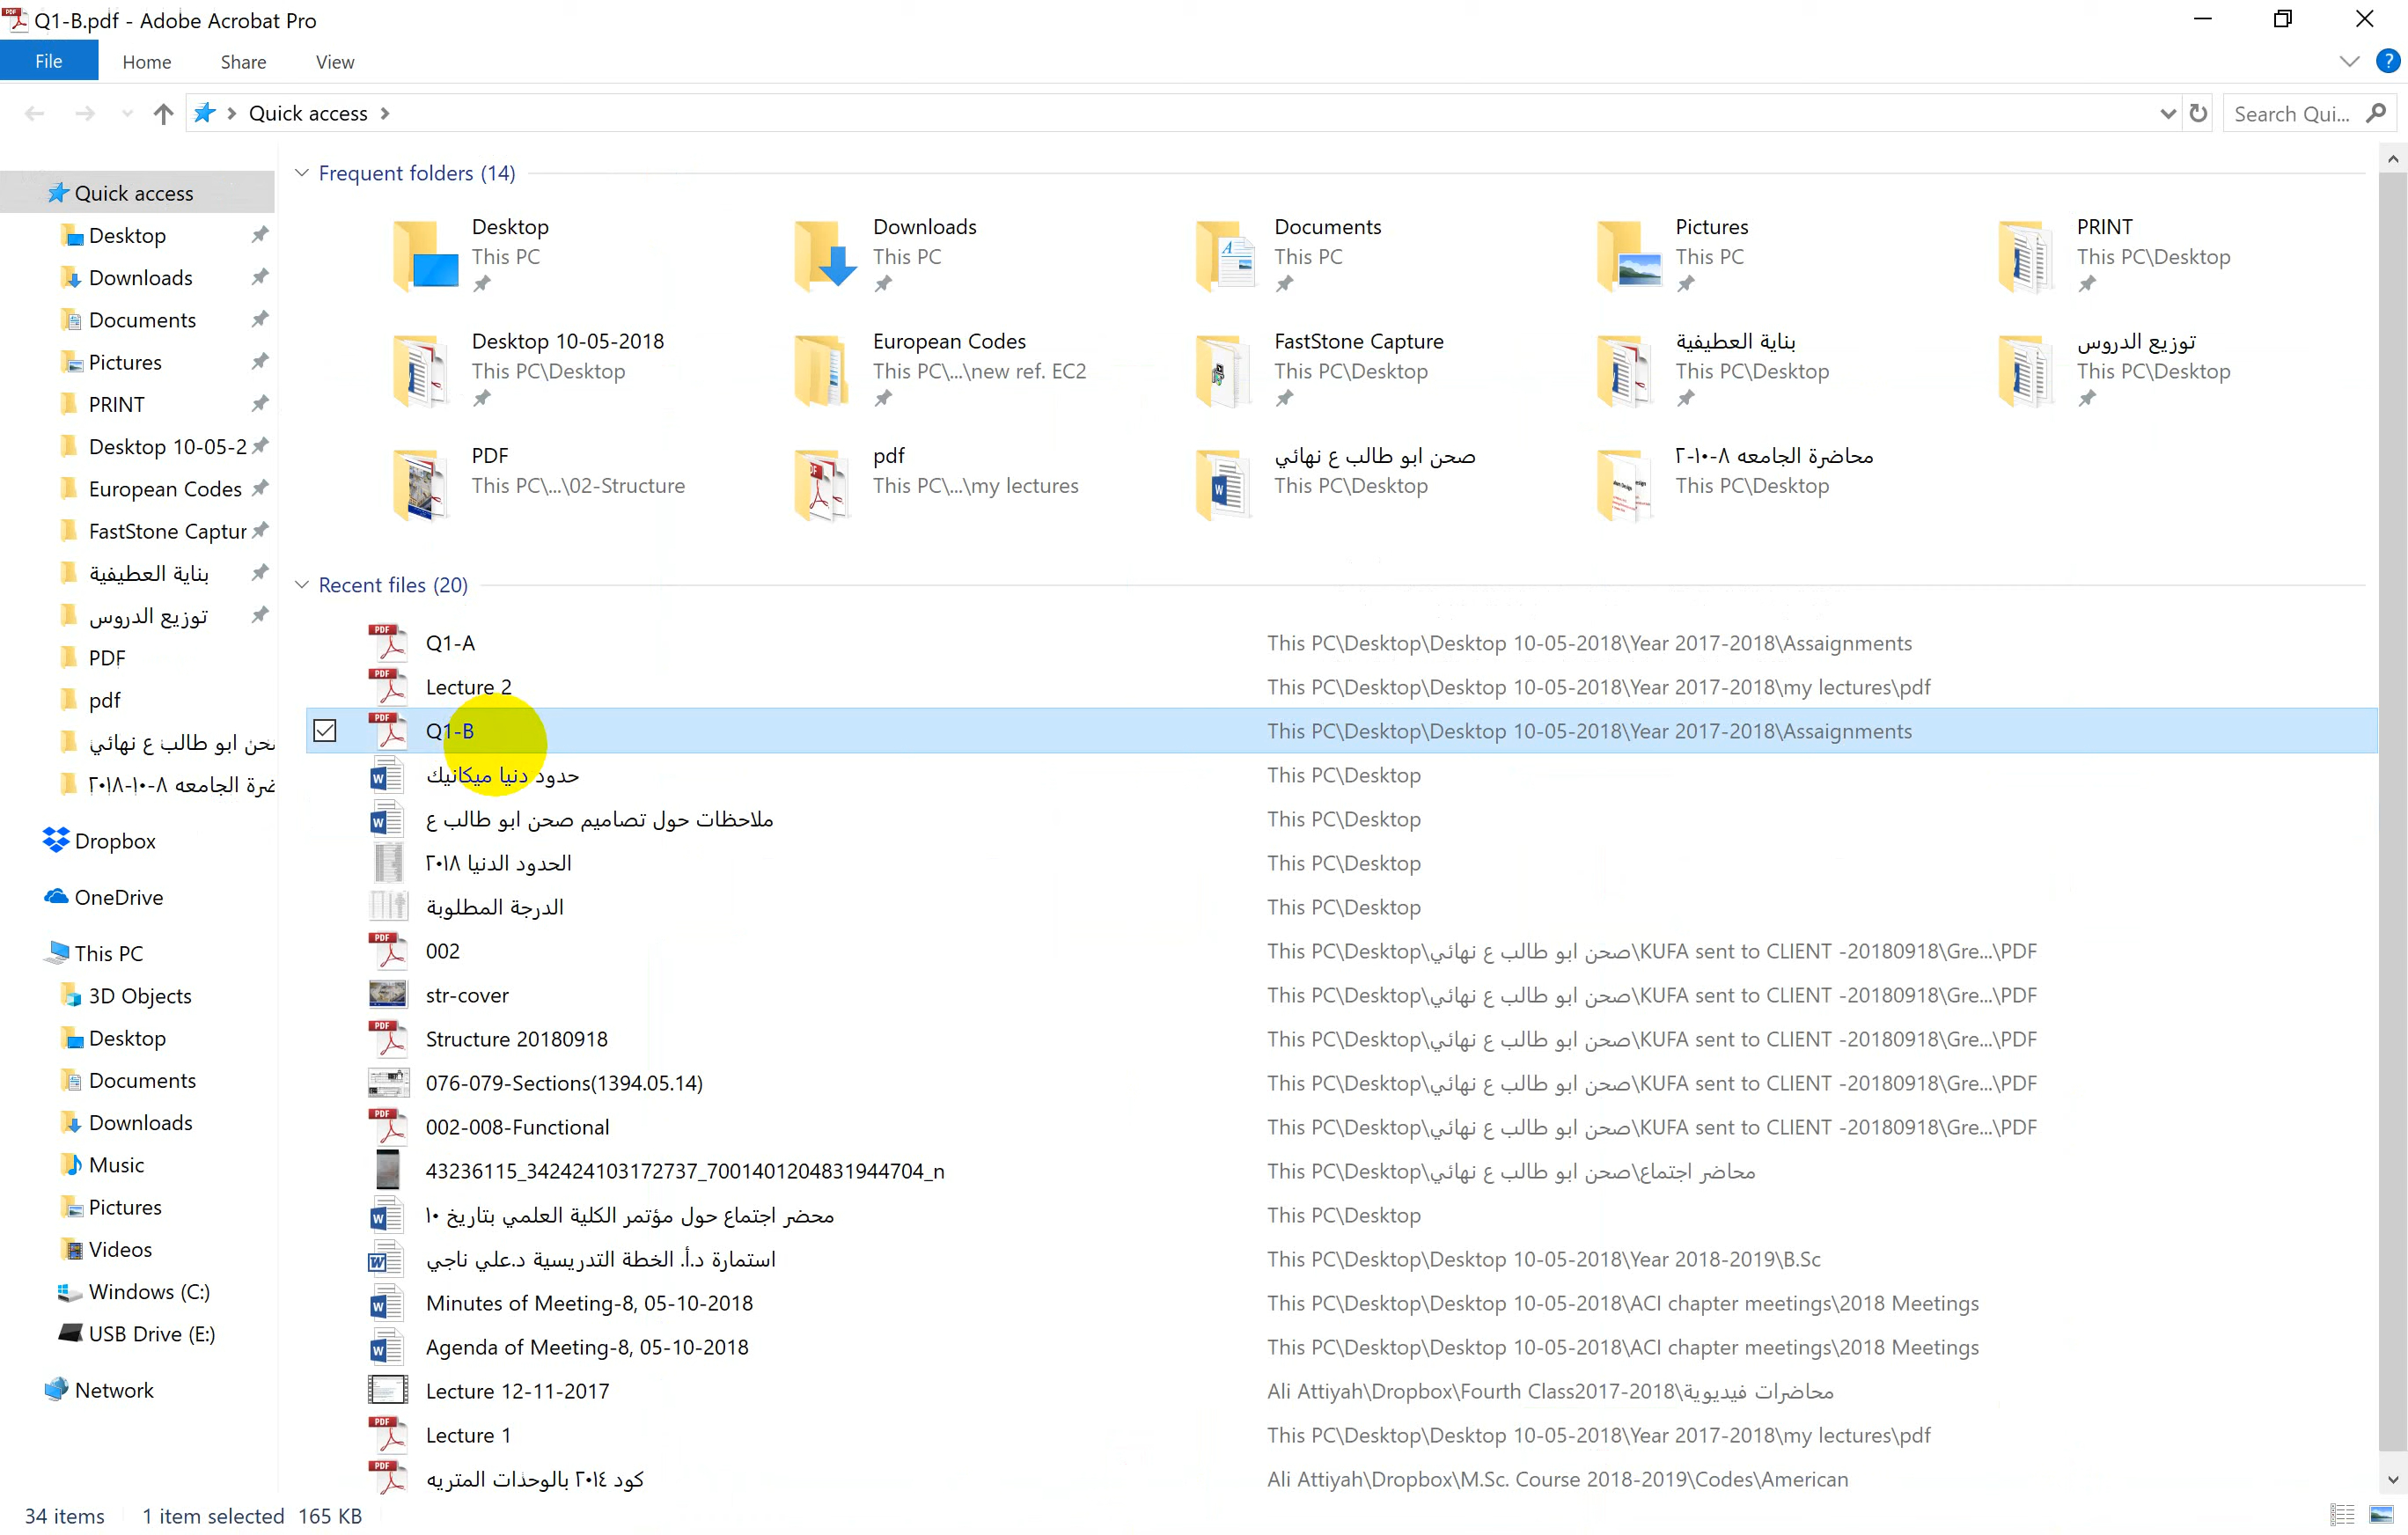 Q1-B.pdf - Adobe Acrobat Pro
File Home Share View
Quick access
Search Qui...
Quick access
Desktop
Downloads
Documents
Pictures
PRINT
Desktop 10-05-2
European Codes
FastStone Captur
بناية العطيفية
توزيع الدروس
PDF
pdf
صحن ابو طالب ع نهائي
Dropbox
OneDrive
This PC
3D Objects
Desktop
Documents
Downloads
Music
Pictures
Videos
Windows (C:)
USB Drive (E:)
Network
Frequent folders (14)
Desktop
This PC
Downloads
This PC
Documents
This PC
Pictures
This PC
PRINT
This PC\Desktop
Desktop 10-05-2018
This PC\Desktop
European Codes
This PC\...\new ref. EC2
FastStone Capture
This PC\Desktop
بناية العطيفية
This PC\Desktop
توزيع الدروس
This PC\Desktop
PDF
This PC\...\02-Structure
pdf
This PC\...\my lectures
صحن ابو طالب ع نهائي
This PC\Desktop
محاضرة الجامعه ٨-١٠-٢
This PC\Desktop
Recent files (20)
Q1-A This PC\Desktop\Desktop 10-05-2018\Year 2017-2018\Assaignments
Lecture 2 This PC\Desktop\Desktop 10-05-2018\Year 2017-2018\my lectures\pdf
Q1-B This PC\Desktop\Desktop 10-05-2018\Year 2017-2018\Assaignments
حدود دنيا ميكانيك This PC\Desktop
ملاحظات حول تصاميم صحن ابو طالب ع This PC\Desktop
الحدود الدنيا ٢٠١٨ This PC\Desktop
الدرجة المطلوبة This PC\Desktop
002 This PC\Desktop\صحن ابو طالب ع نهائي\KUFA sent to CLIENT -20180918\Gre...\PDF
str-cover This PC\Desktop\صحن ابو طالب ع نهائي\KUFA sent to CLIENT -20180918\Gre...\PDF
Structure 20180918 This PC\Desktop\صحن ابو طالب ع نهائي\KUFA sent to CLIENT -20180918\Gre...\PDF
076-079-Sections(1394.05.14) This PC\Desktop\صحن ابو طالب ع نهائي\KUFA sent to CLIENT -20180918\Gre...\PDF
002-008-Functional This PC\Desktop\صحن ابو طالب ع نهائي\KUFA sent to CLIENT -20180918\Gre...\PDF
43236115_342424103172737_7001401204831944704_n This PC\Desktop\صحن ابو طالب ع نهائي\محاضر اجتماع
محضر اجتماع حول مؤتمر الكلية العلمي بتاريخ ١٠ This PC\Desktop
استمارة د.أ. الخطة التدريسية د.علي ناجي This PC\Desktop\Desktop 10-05-2018\Year 2018-2019\B.Sc
Minutes of Meeting-8, 05-10-2018 This PC\Desktop\Desktop 10-05-2018\ACI chapter meetings\2018 Meetings
Agenda of Meeting-8, 05-10-2018 This PC\Desktop\Desktop 10-05-2018\ACI chapter meetings\2018 Meetings
Lecture 12-11-2017 Ali Attiyah\Dropbox\Fourth Class2017-2018\محاضرات فيديوية
Lecture 1 This PC\Desktop\Desktop 10-05-2018\Year 2017-2018\my lectures\pdf
كود ٢٠١٤ بالوحدات المتريه Ali Attiyah\Dropbox\M.Sc. Course 2018-2019\Codes\American
34 items 1 item selected 165 KB